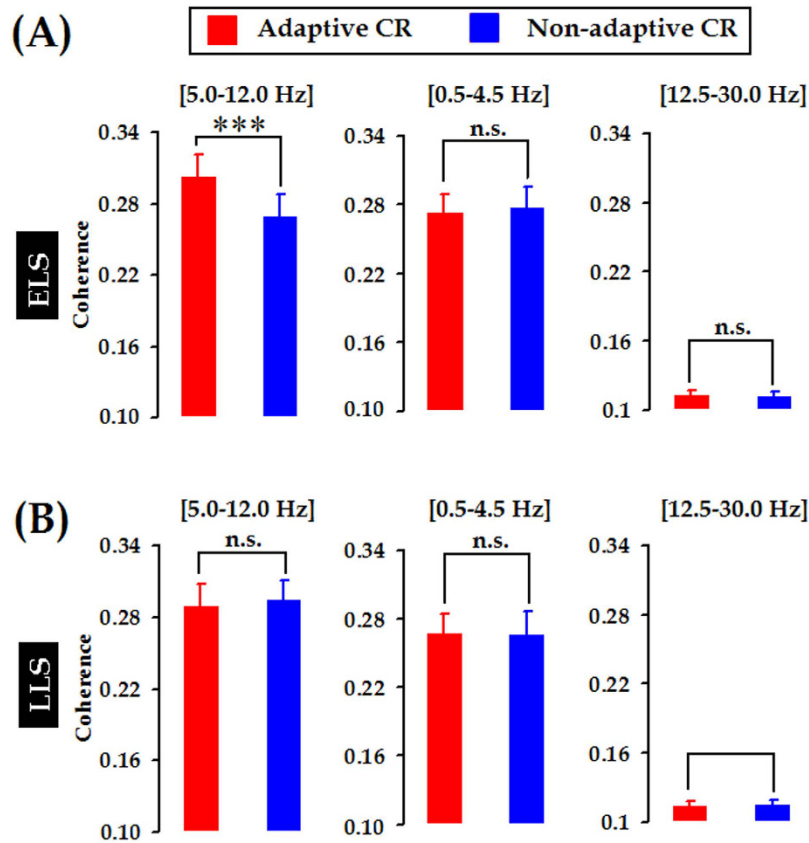 (A)
Adaptive CR Non-adaptive CR
[5.0-12.0 Hz] [0.5-4.5 Hz] [12.5-30.0 Hz]
ELS
Coherence
0.34
0.28
0.22
0.16
0.10
***
0.34
0.28
0.22
0.16
0.10
n.s.
0.34
0.28
0.22
0.16
0.1
n.s.
(B)
[5.0-12.0 Hz] [0.5-4.5 Hz] [12.5-30.0 Hz]
LLS
Coherence
0.34
0.28
0.22
0.16
0.10
n.s.
0.34
0.28
0.22
0.16
0.10
n.s.
0.34
0.28
0.22
0.16
0.1